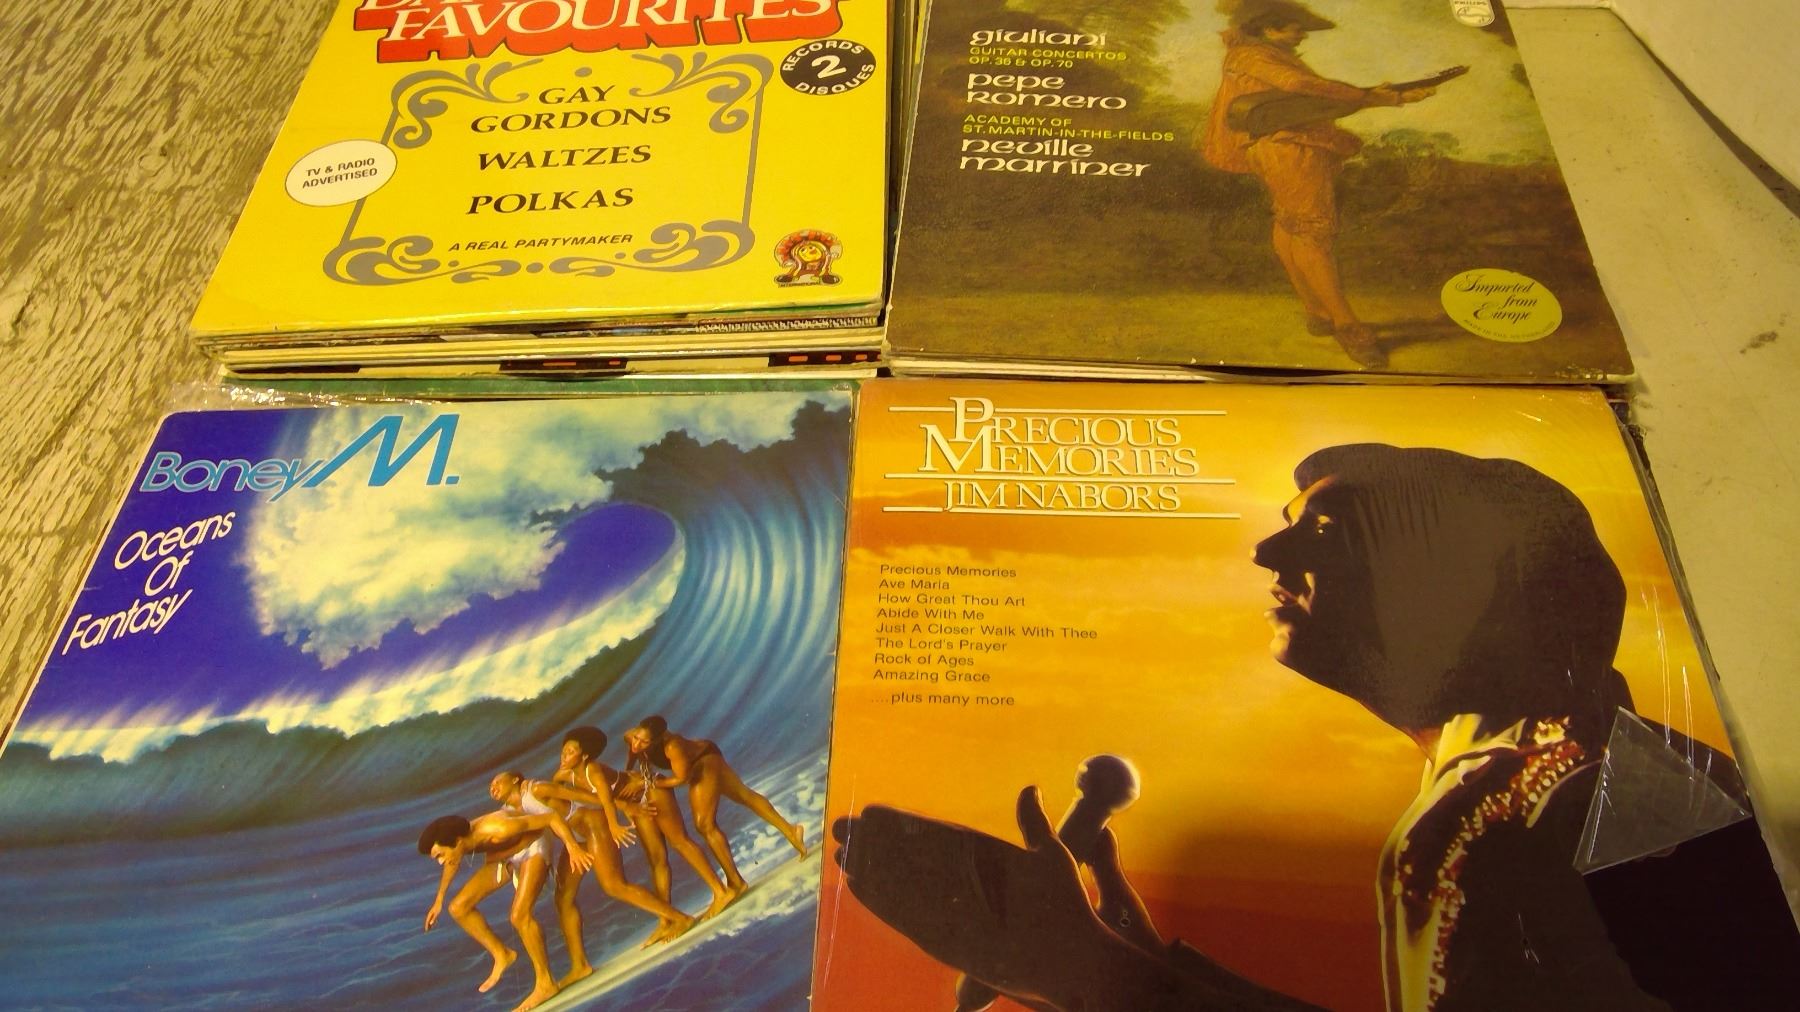 FAVOURITES
RECORDS
2
DISQUES
GAY
GORDONS
WALTZES
POLKAS
TV & RADIO
ADVERTISED
A REAL PARTYMAKER
giuliani
GUITAR CONCERTOS
OP. 36 & OP. 70
pepe
romero
ACADEMY OF
ST. MARTIN-IN-THE-FIELDS
neville
marriner
Imported
from
Europe
Boney M.
Oceans
Of
Fantasy
PRECIOUS
MEMORIES
JIM NABORS
Precious Memories
Ave Maria
How Great Thou Art
Abide With Me
Just A Closer Walk With Thee
The Lord's Prayer
Rock of Ages
Amazing Grace
....plus many more